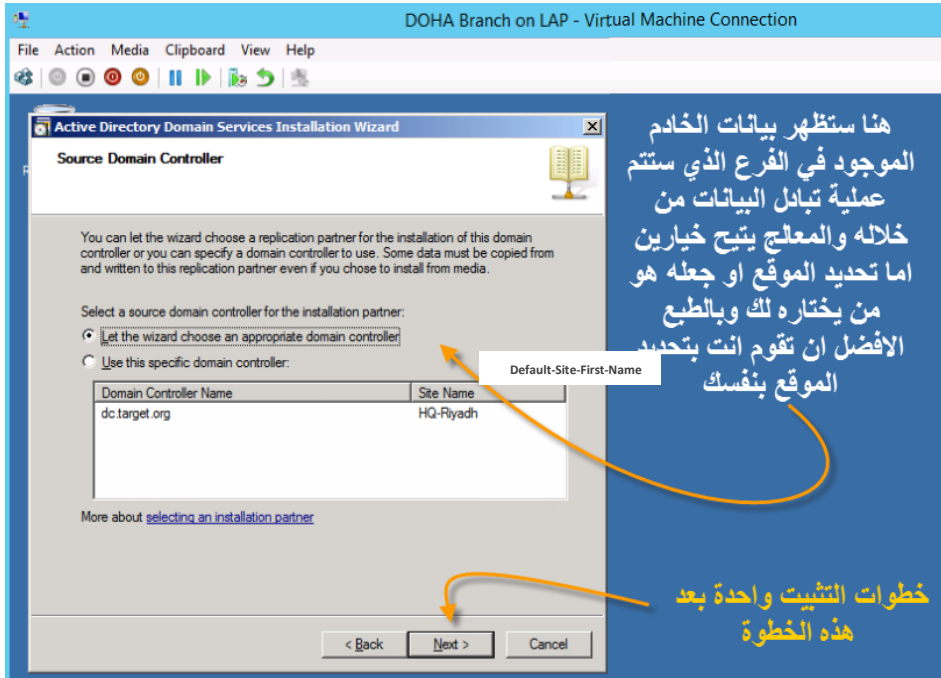 DOHA Branch on LAP - Virtual Machine Connection
File Action Media Clipboard View Help
Active Directory Domain Services Installation Wizard
Source Domain Controller
You can let the wizard choose a replication partner for the installation of this domain
controller or you can specify a domain controller to use. Some data must be copied from
and written to this replication partner even if you chose to install from media.
Select a source domain controller for the installation partner:
Let the wizard choose an appropriate domain controller
Use this specific domain controller:
Default-Site-First-Name
Domain Controller Name Site Name
dc.target.org HQ-Riyadh
More about selecting an installation partner
< Back Next > Cancel
هنا ستظهر بيانات الخادم
الموجود في الفرع الذي ستتم
عملية تبادل البيانات من
خلاله والمعالج يتيح خيارين
اما تحديد الموقع او جعله هو
من يختاره لك وبالطبع
الافضل ان تقوم انت بتحديد
الموقع بنفسك
خطوات التثبيت واحدة بعد
هذه الخطوة